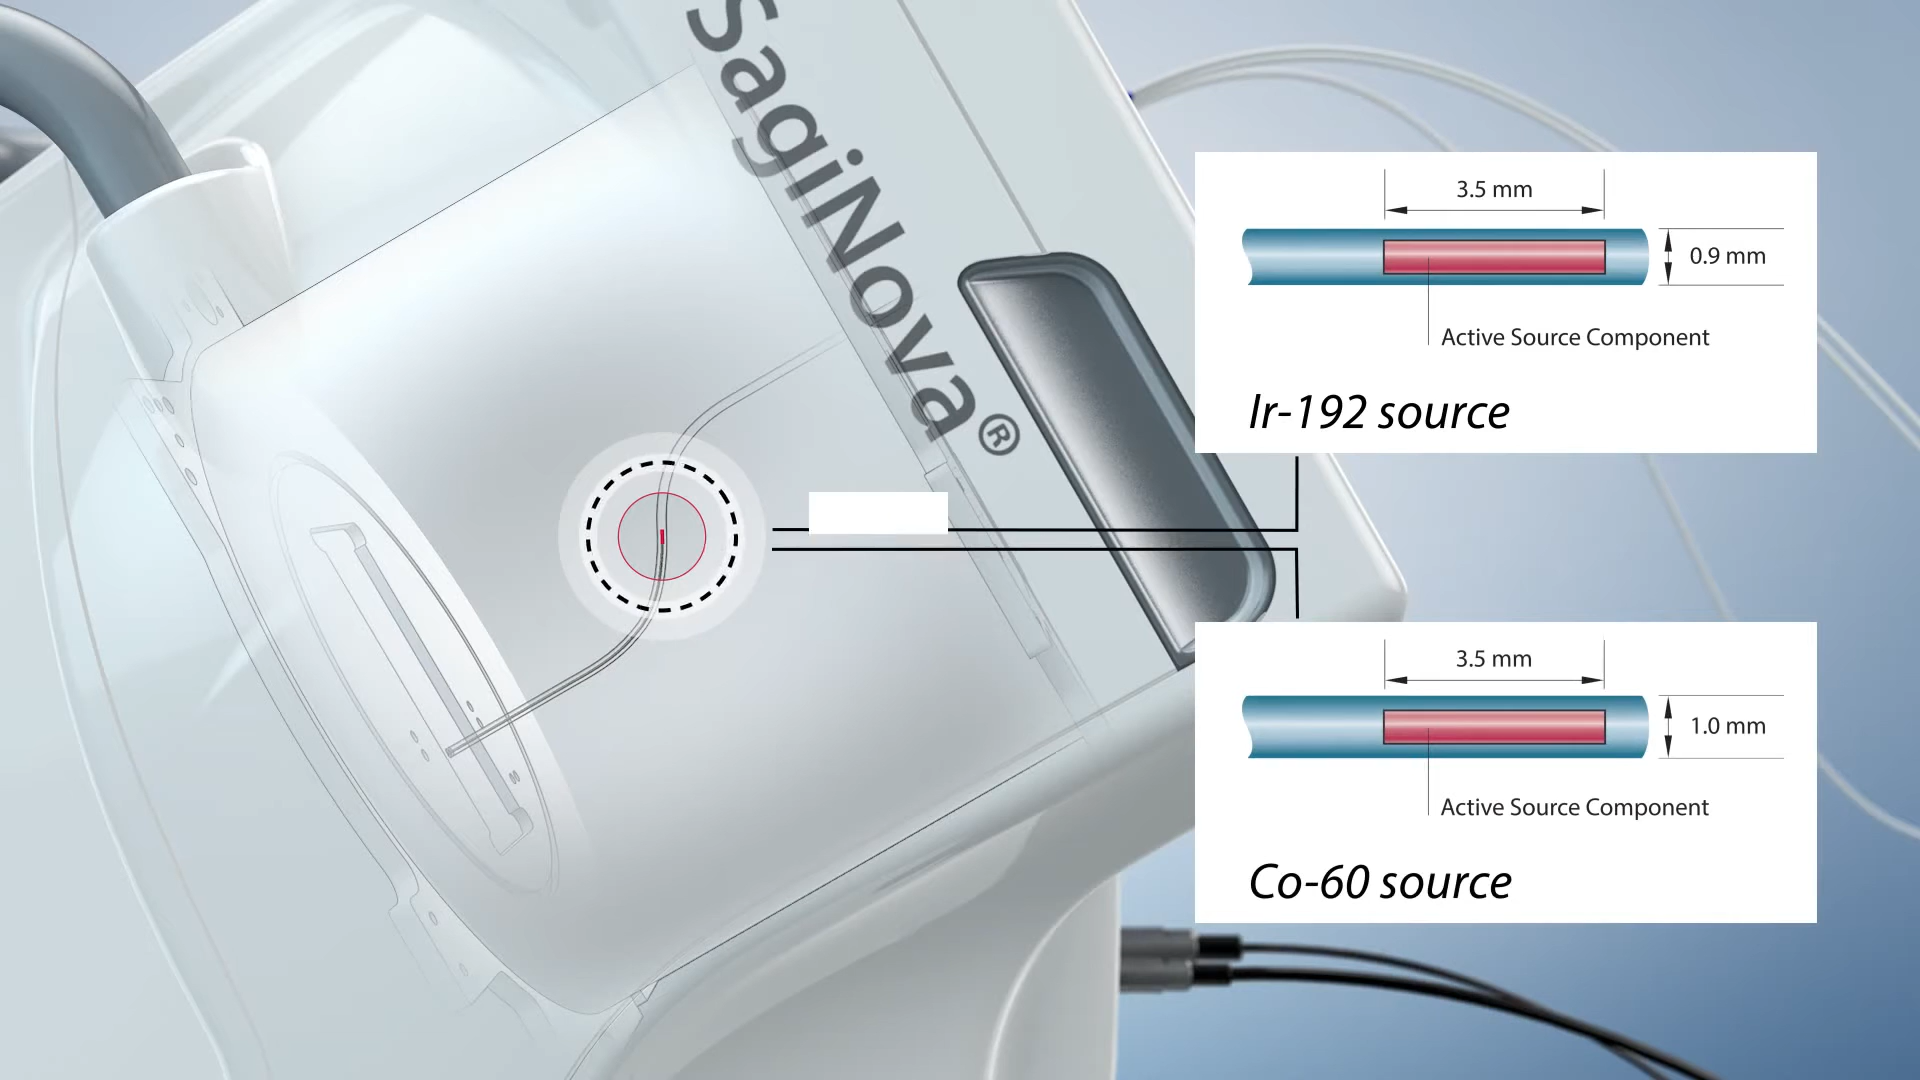 SagiNova®
3.5 mm
0.9 mm
Active Source Component
Ir-192 source
3.5 mm
1.0 mm
Active Source Component
Co-60 source